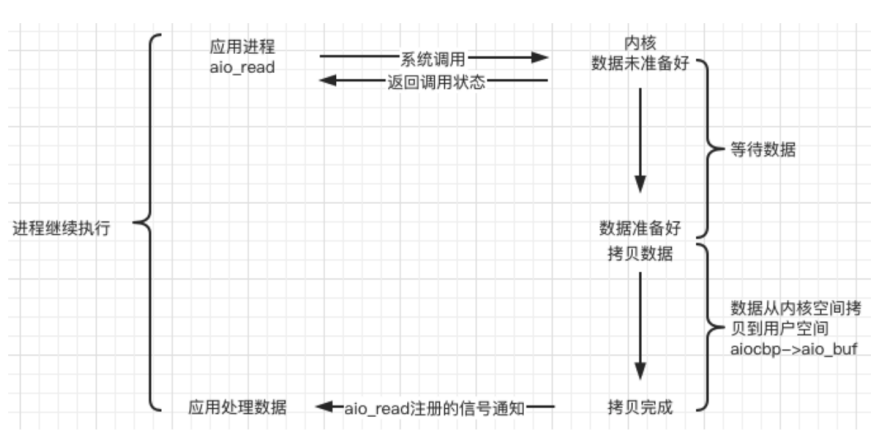 应用进程
aio_read
系统调用
返回调用状态
内核
数据未准备好
等待数据
进程继续执行
数据准备好
拷贝数据
数据从内核空间拷
贝到用户空间
aiocbp->aio_buf
应用处理数据
aio_read注册的信号通知
拷贝完成